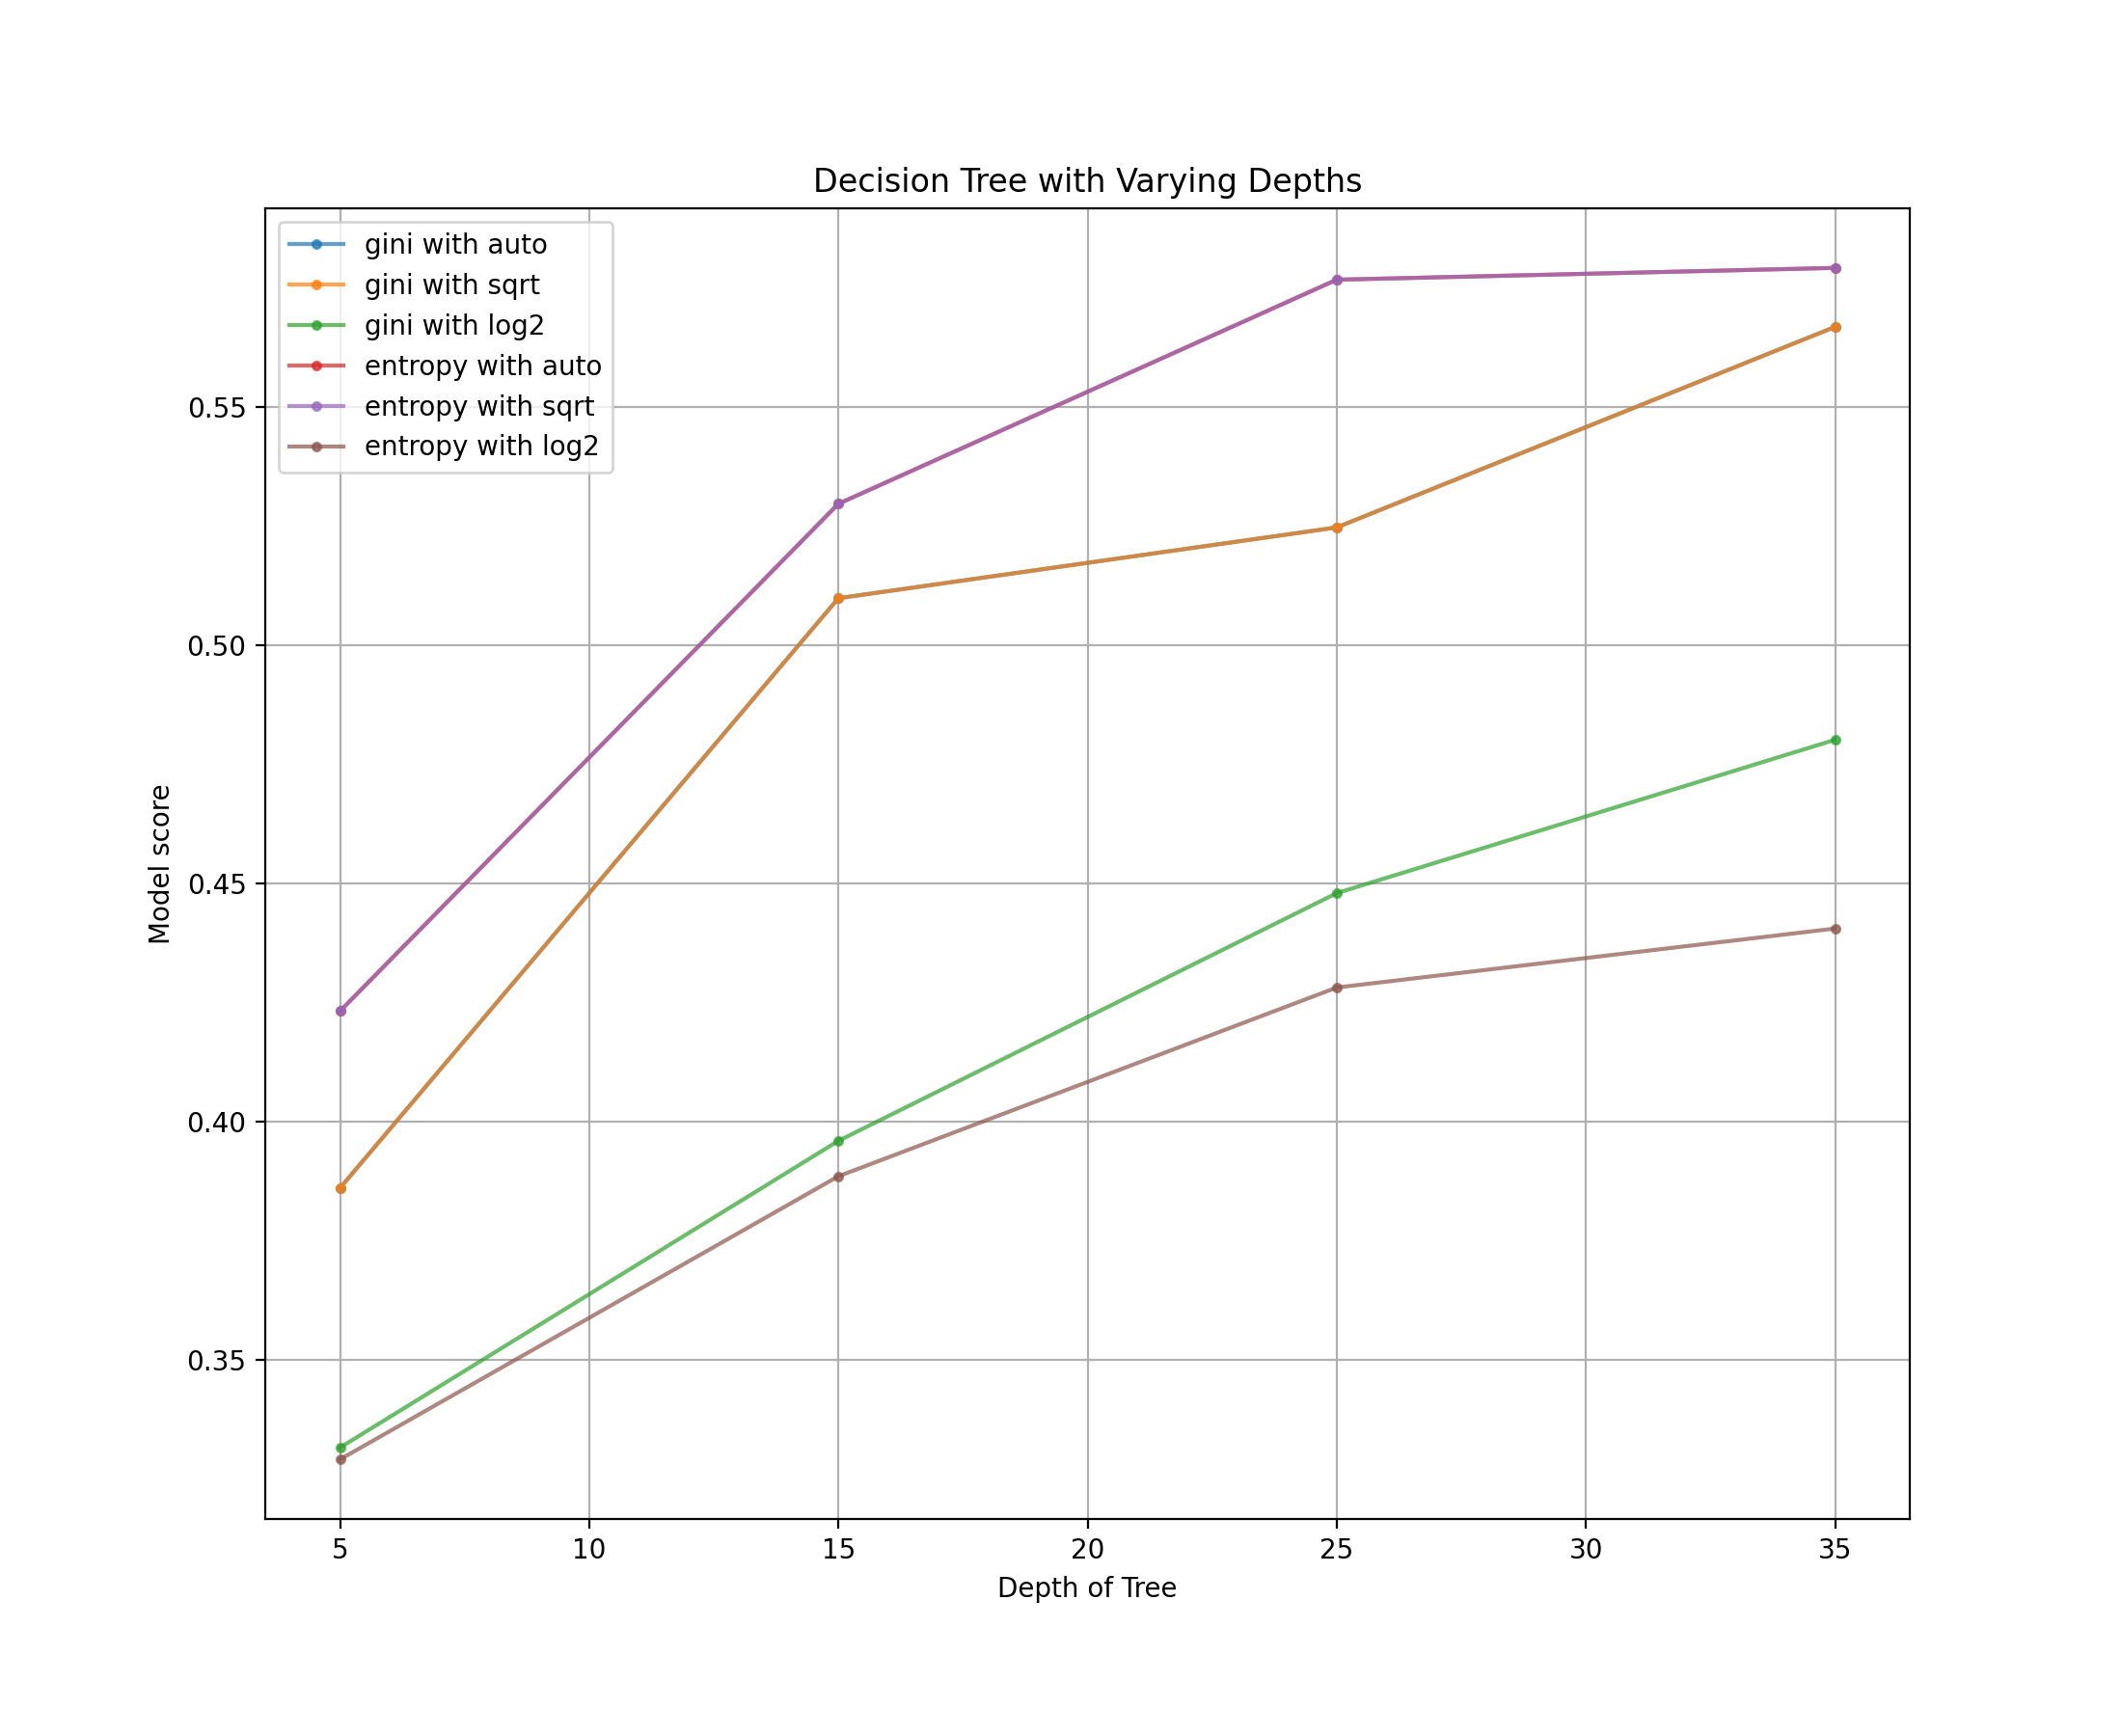 Decision Tree with Varying Depths
gini with auto
gini with sqrt
gini with log2
entropy with auto
entropy with sqrt
entropy with log2
Model score
0.55
0.50
0.45
0.40
0.35
5 10 15 20 25 30 35
Depth of Tree